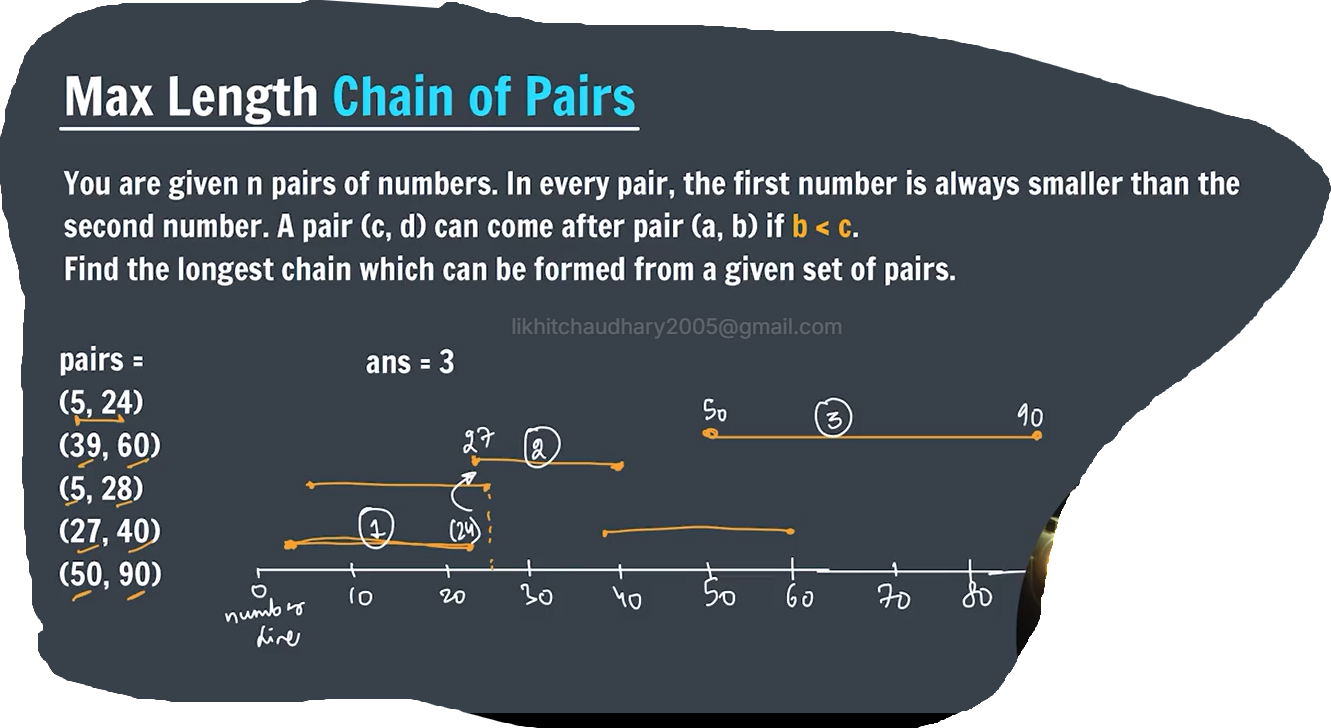 Max Length Chain of Pairs
You are given n pairs of numbers. In every pair, the first number is always smaller than the
second number. A pair (c, d) can come after pair (a, b) if b < c.
Find the longest chain which can be formed from a given set of pairs.
likhitchaudhary2005@gmail.com
pairs =
ans = 3
(5, 24)
(39, 60)
(5, 28)
(27, 40)
(50, 90)
50 3 90
27 2
1 (24)
0 10 20 30 40 50 60 70 80
number
line